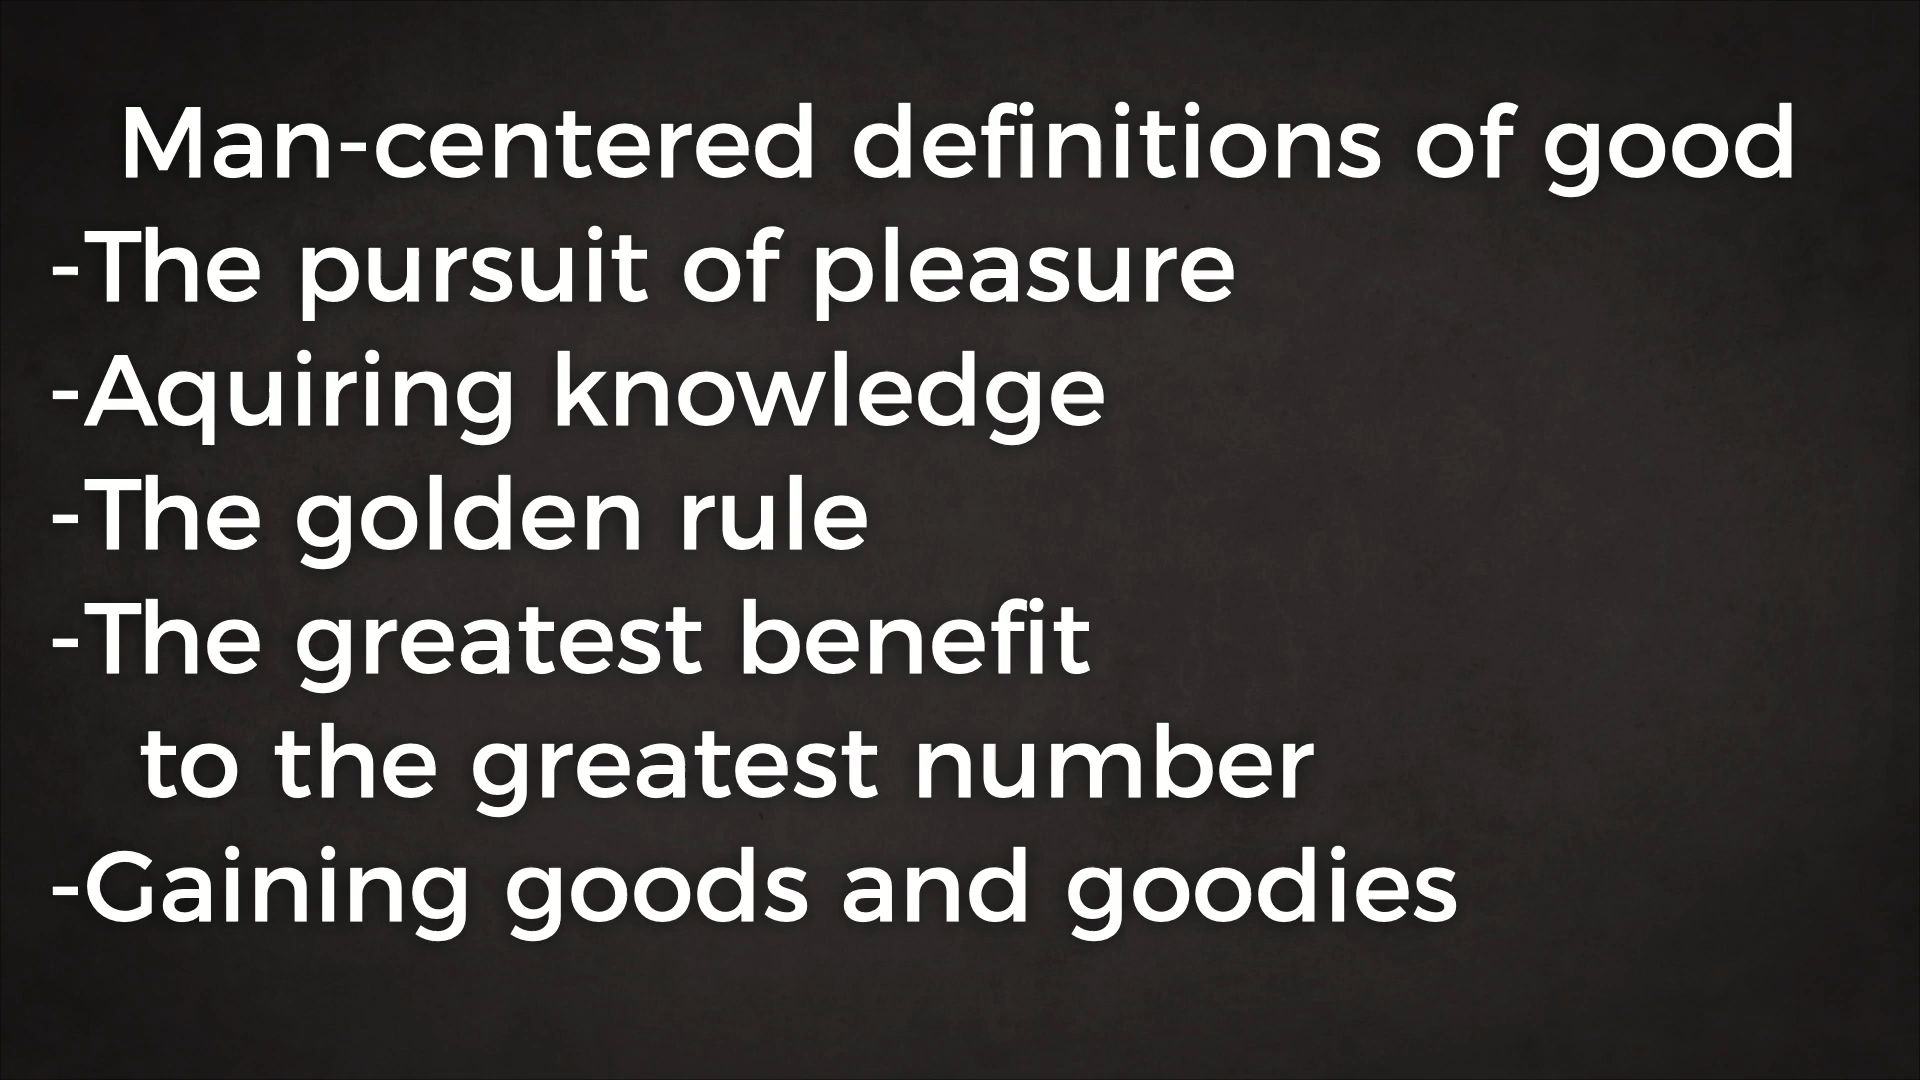 Man-centered definitions of good
-The pursuit of pleasure
-Aquiring knowledge
-The golden rule
-The greatest benefit
to the greatest number
-Gaining goods and goodies